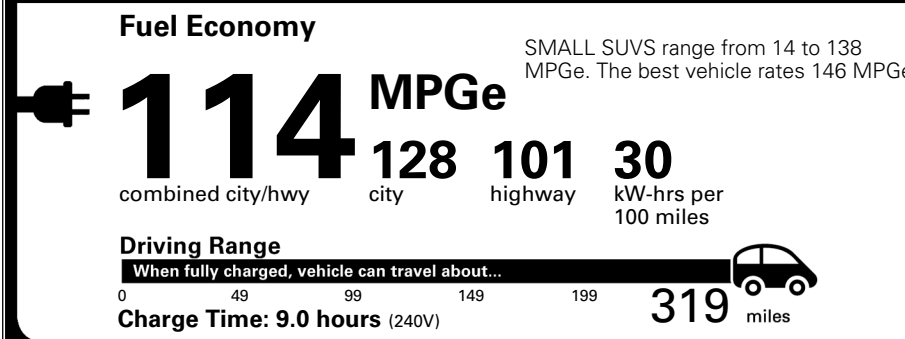 Fuel Economy
SMALL SUVS range from 14 to 138
MPGe. The best vehicle rates 146 MPGe
114 MPGe
combined city/hwy
128 city
101 highway
30 kW-hrs per
100 miles
Driving Range
When fully charged, vehicle can travel about...
0 49 99 149 199 319 miles
Charge Time: 9.0 hours (240V)